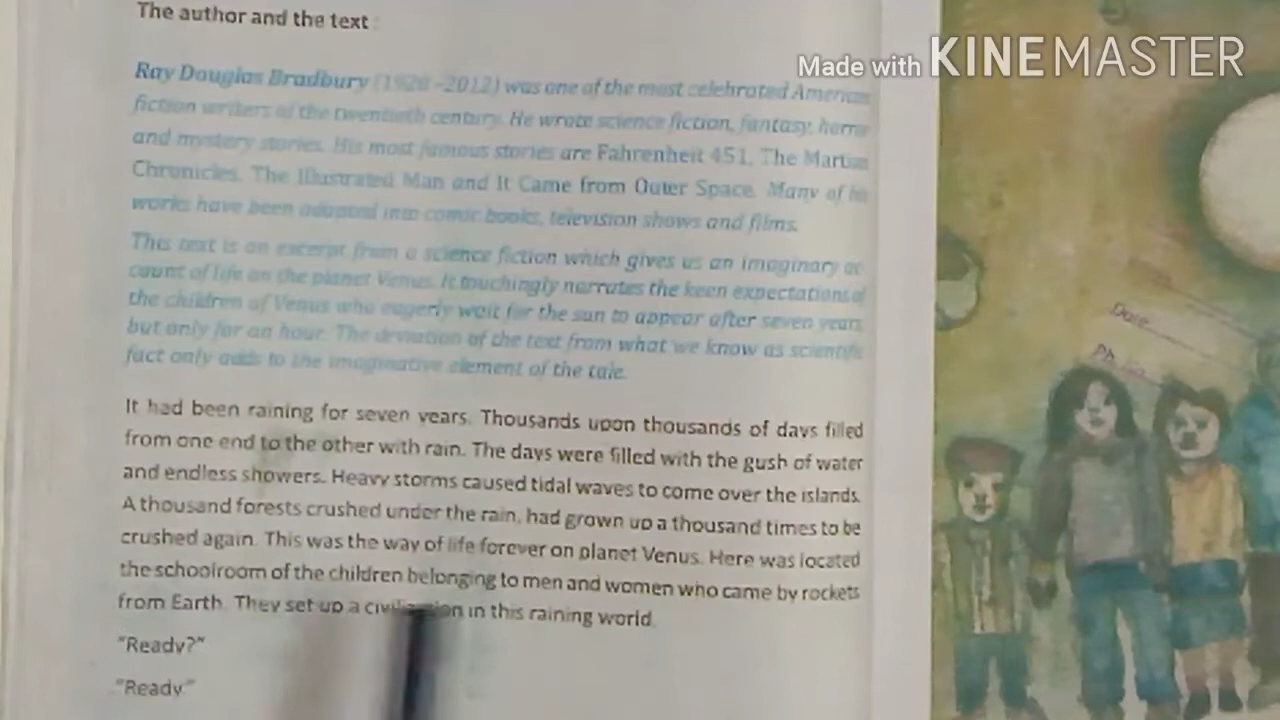 The author and the text :
Made with KINEMASTER
Ray Douglas Bradbury (1920 -2012) was one of the most celebrated American
fiction writers of the twentieth century. He wrote science fiction, fantasy, horror
and mystery stories. His most famous stories are Fahrenheit 451, The Martian
Chronicles, The Illustrated Man and It Came from Outer Space. Many of his
works have been adapted into comic books, television shows and films.
This text is an excerpt from a science fiction which gives us an imaginary ac
count of life on the planet Venus. It touchingly narrates the keen expectations of
the children of Venus who eagerly wait for the sun to appear after seven years,
but only for an hour. The deviation of the text from what we know as scientific
fact only adds to the imaginative element of the tale.
It had been raining for seven years. Thousands upon thousands of days filled
from one end to the other with rain. The days were filled with the gush of water
and endless showers. Heavy storms caused tidal waves to come over the islands.
A thousand forests crushed under the rain, had grown up a thousand times to be
crushed again. This was the way of life forever on planet Venus. Here was located
the schoolroom of the children belonging to men and women who came by rockets
from Earth. They set up a civilization in this raining world.
"Ready?"
"Ready"
Date